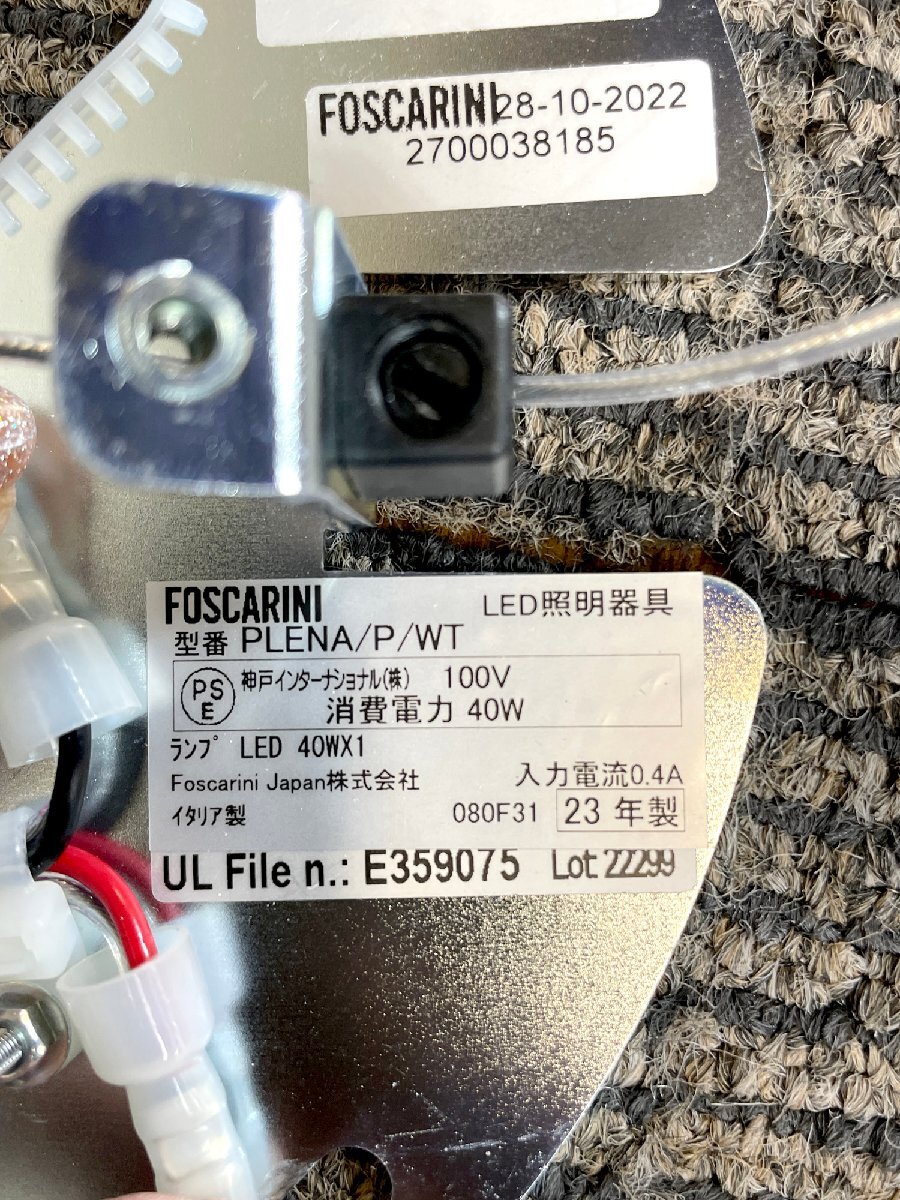 FOSCARINI 28-10-2022
2700038185
FOSCARINI LED照明器具
型番 PLENA/P/WT
PSE 神戸インターナショナル(株) 100V
消費電力 40W
ランプ LED 40WX1
Foscarini Japan株式会社 入力電流0.4A
イタリア製 080F31 23 年製
UL File n.: E359075 Lot 22299